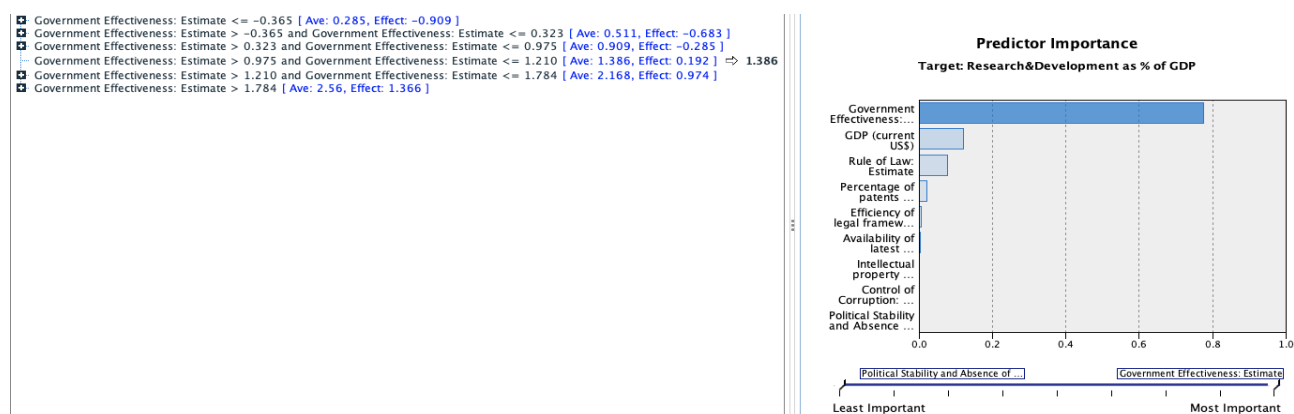 Government Effectiveness: Estimate <= -0.365 [ Ave: 0.285, Effect: -0.909 ]
Government Effectiveness: Estimate > -0.365 and Government Effectiveness: Estimate <= 0.323 [ Ave: 0.511, Effect: -0.683 ]
Government Effectiveness: Estimate > 0.323 and Government Effectiveness: Estimate <= 0.975 [ Ave: 0.909, Effect: -0.285 ]
Government Effectiveness: Estimate > 0.975 and Government Effectiveness: Estimate <= 1.210 [ Ave: 1.386, Effect: 0.192 ] ⇨ 1.386
Government Effectiveness: Estimate > 1.210 and Government Effectiveness: Estimate <= 1.784 [ Ave: 2.168, Effect: 0.974 ]
Government Effectiveness: Estimate > 1.784 [ Ave: 2.56, Effect: 1.366 ]
Predictor Importance
Target: Research&Development as % of GDP
Government
Effectiveness:...
GDP (current
US$)
Rule of Law:
Estimate
Percentage of
patents ...
Efficiency of
legal framew...
Availability of
latest ...
Intellectual
property ...
Control of
Corruption: ...
Political Stability
and Absence ...
0.0 0.2 0.4 0.6 0.8 1.0
Political Stability and Absence of ... Government Effectiveness: Estimate
Least Important Most Important